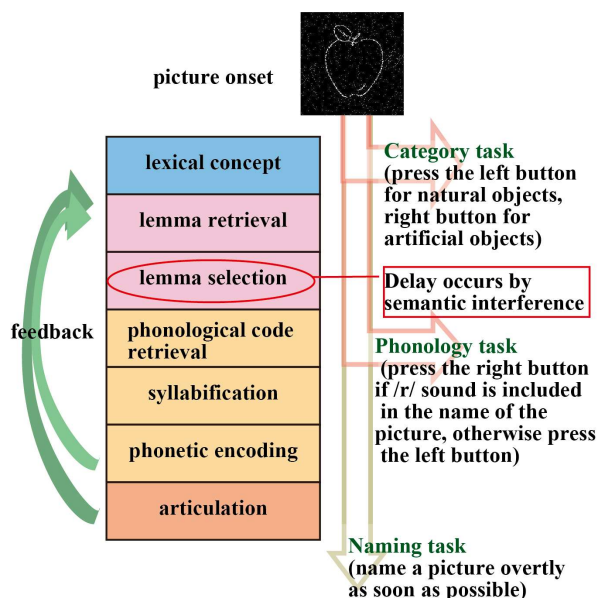 picture onset
lexical concept
lemma retrieval
lemma selection
phonological code
retrieval
syllabification
phonetic encoding
articulation
feedback
Category task
(press the left button
for natural objects,
right button for
artificial objects)
Delay occurs by
semantic interference
Phonology task
(press the right button
if /r/ sound is included
in the name of the
picture, otherwise press
the left button)
Naming task
(name a picture overtly
as soon as possible)